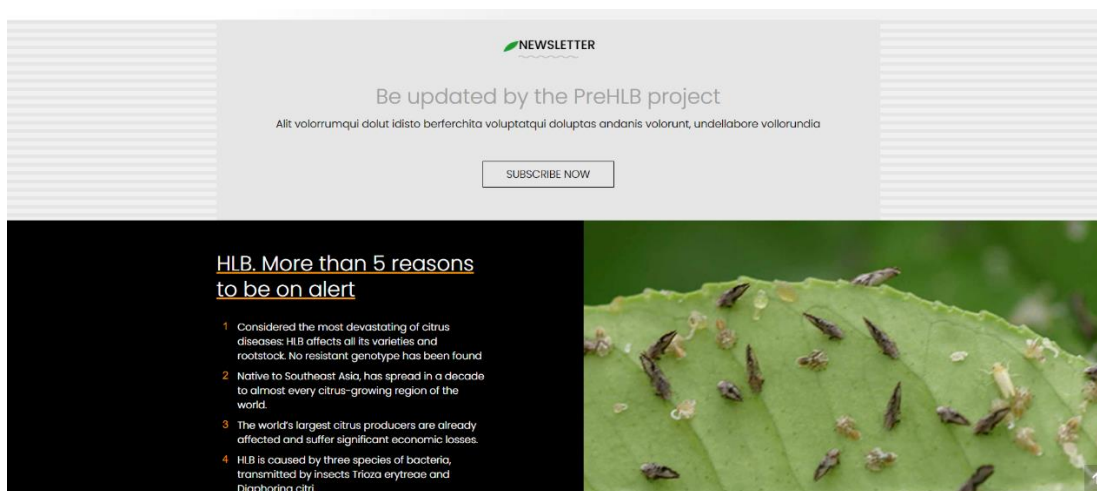 NEWSLETTER
Be updated by the PreHLB project
Alit volorrumqui dolut idisto berferchita voluptatqui doluptas andanis volorunt, undellabore vollorundia
SUBSCRIBE NOW
HLB. More than 5 reasons
to be on alert
1 Considered the most devastating of citrus
diseases: HLB affects all its varieties and
rootstock. No resistant genotype has been found
2 Native to Southeast Asia, has spread in a decade
to almost every citrus-growing region of the
world.
3 The world's largest citrus producers are already
affected and suffer significant economic losses.
4 HLB is caused by three species of bacteria,
transmitted by insects Trioza erytreae and
Diaphorina citri